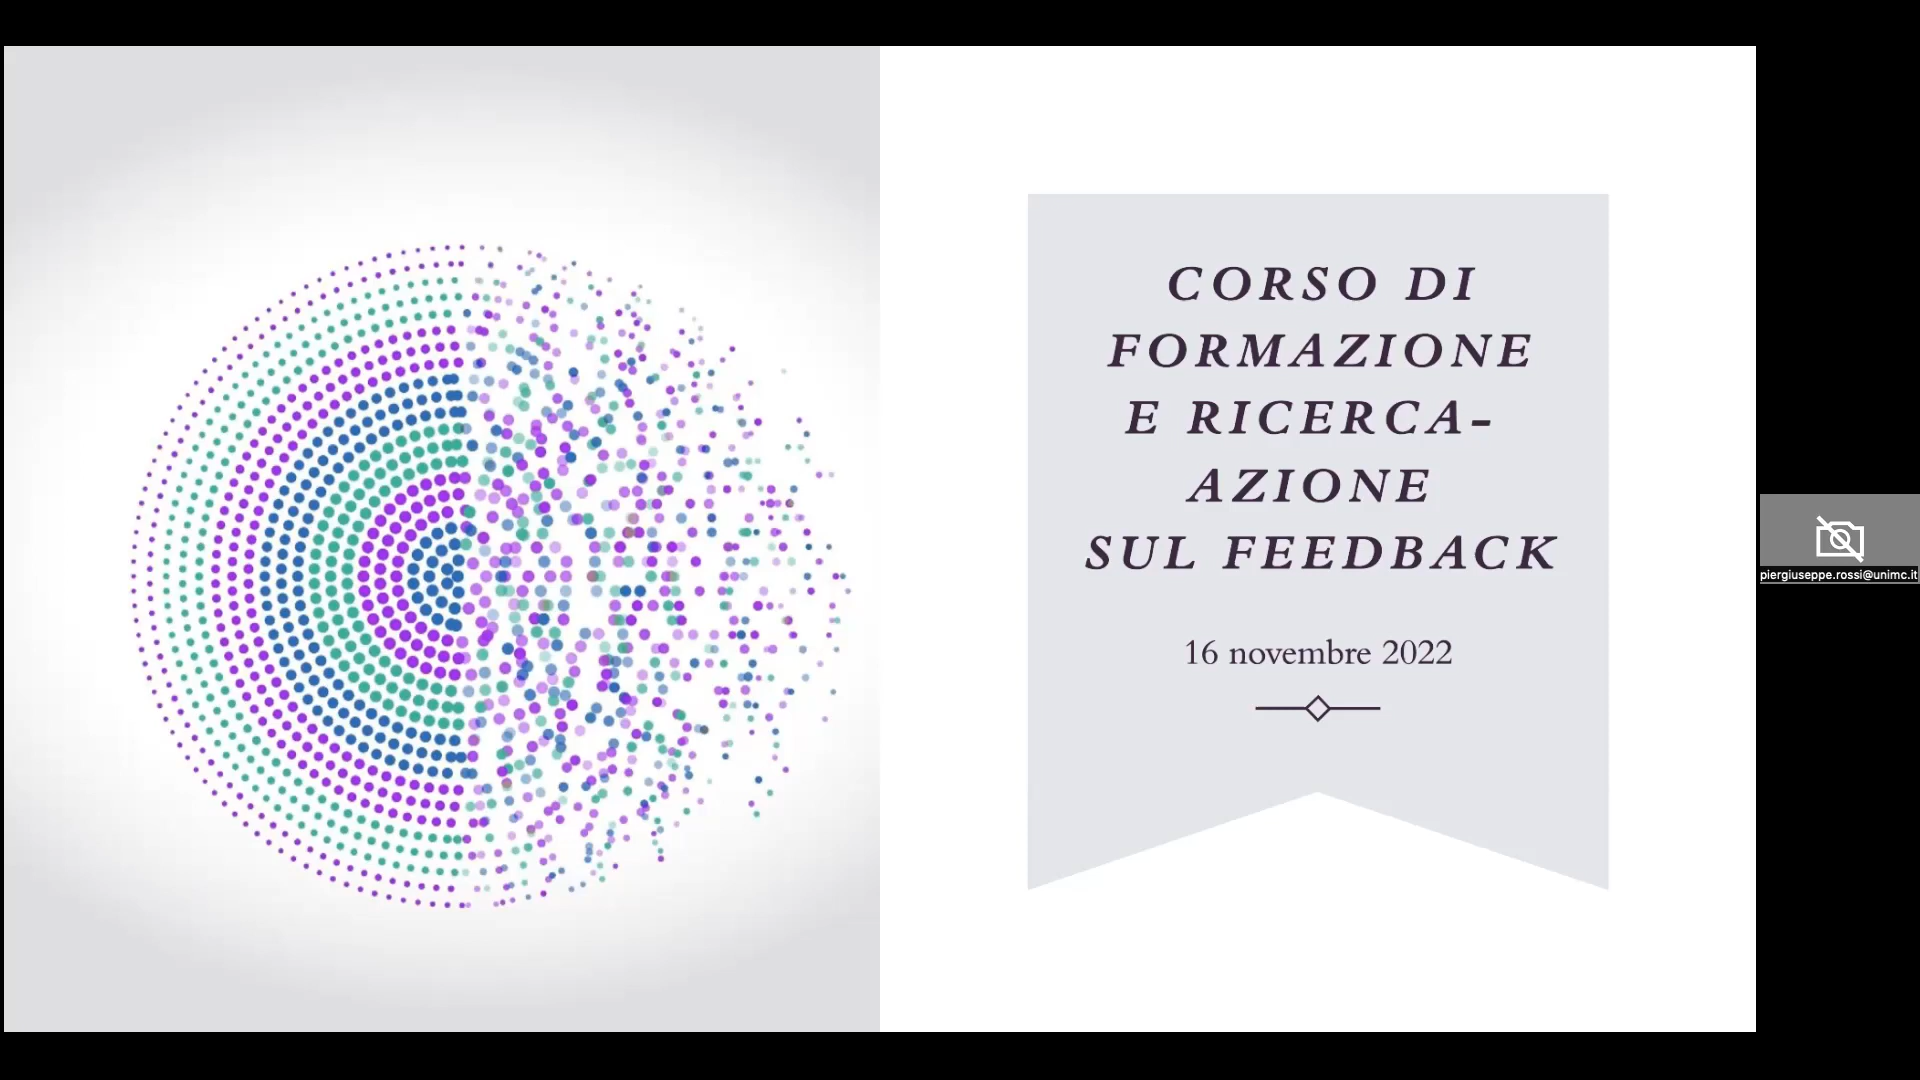 CORSO DI
FORMAZIONE
E RICERCA-
AZIONE
SUL FEEDBACK
16 novembre 2022
piergiuseppe.rossi@unimc.it